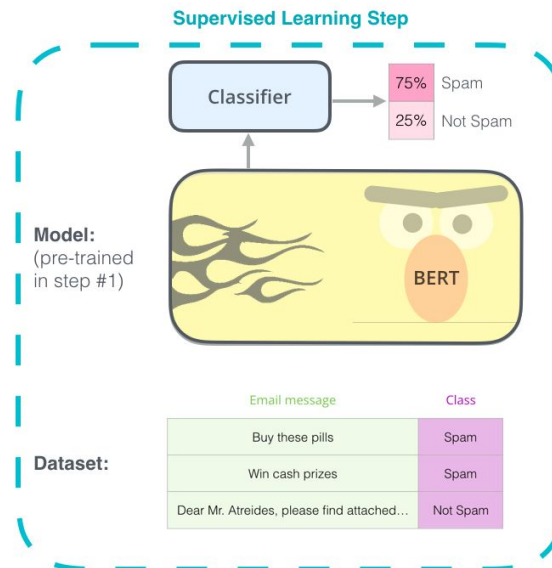 Supervised Learning Step
Classifier
75% Spam
25% Not Spam
Model:
(pre-trained
in step #1)
BERT
Email message Class
Dataset:
Buy these pills Spam
Win cash prizes Spam
Dear Mr. Atreides, please find attached... Not Spam